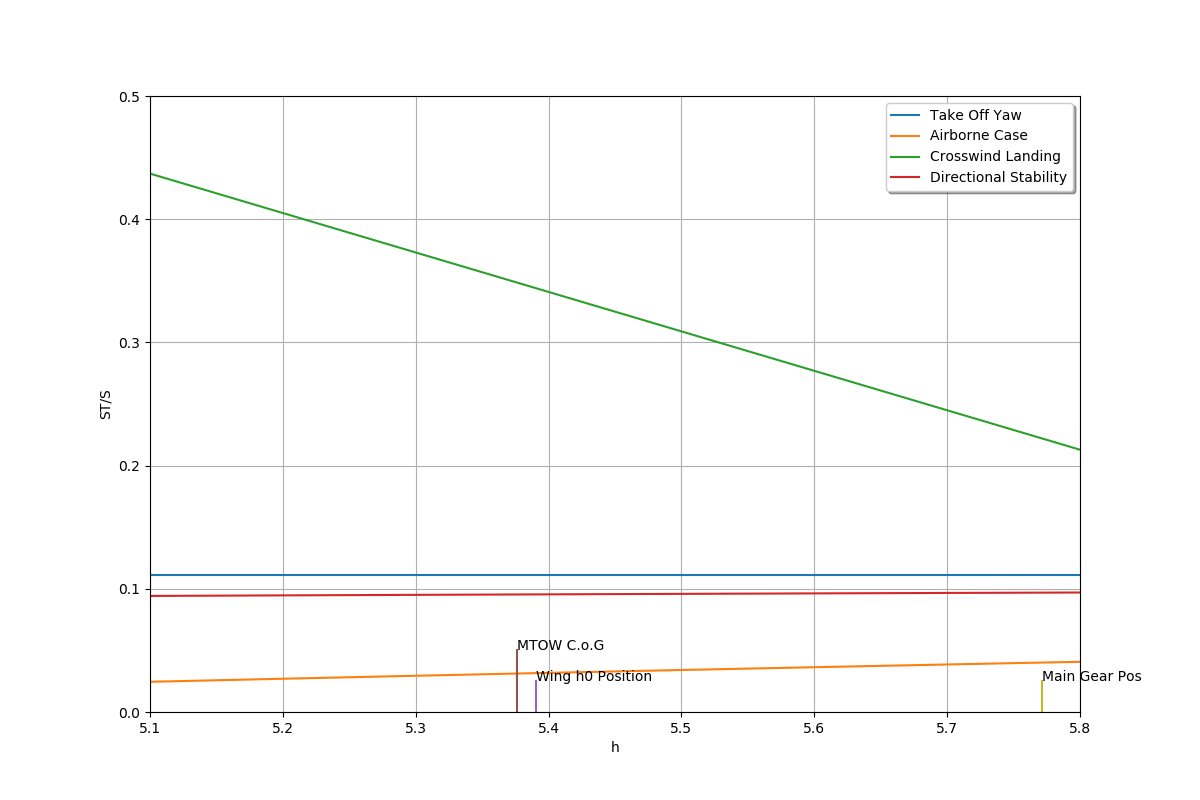 0.5
0.4
0.3
0.2
0.1
0.0
ST/S
Take Off Yaw
Airborne Case
Crosswind Landing
Directional Stability
MTOW C.o.G
Wing h0 Position
Main Gear Pos
5.1 5.2 5.3 5.4 5.5 5.6 5.7 5.8
h